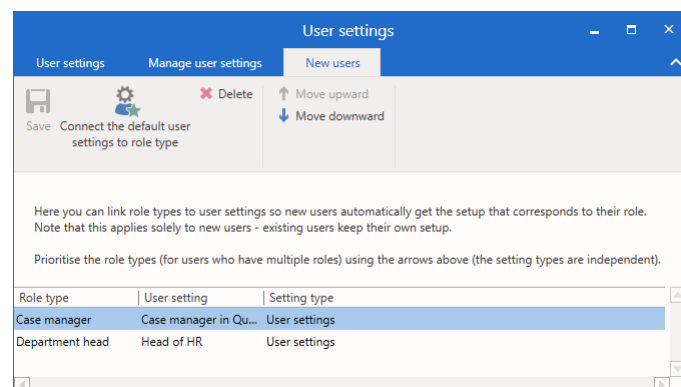 User settings
User settings Manage user settings New users
Save Connect the default user settings to role type Delete Move upward
Move downward
Here you can link role types to user settings so new users automatically get the setup that corresponds to their role.
Note that this applies solely to new users - existing users keep their own setup.
Prioritise the role types (for users who have multiple roles) using the arrows above (the setting types are independent).
Role type User setting Setting type
Case manager Case manager in Qu... User settings
Department head Head of HR User settings